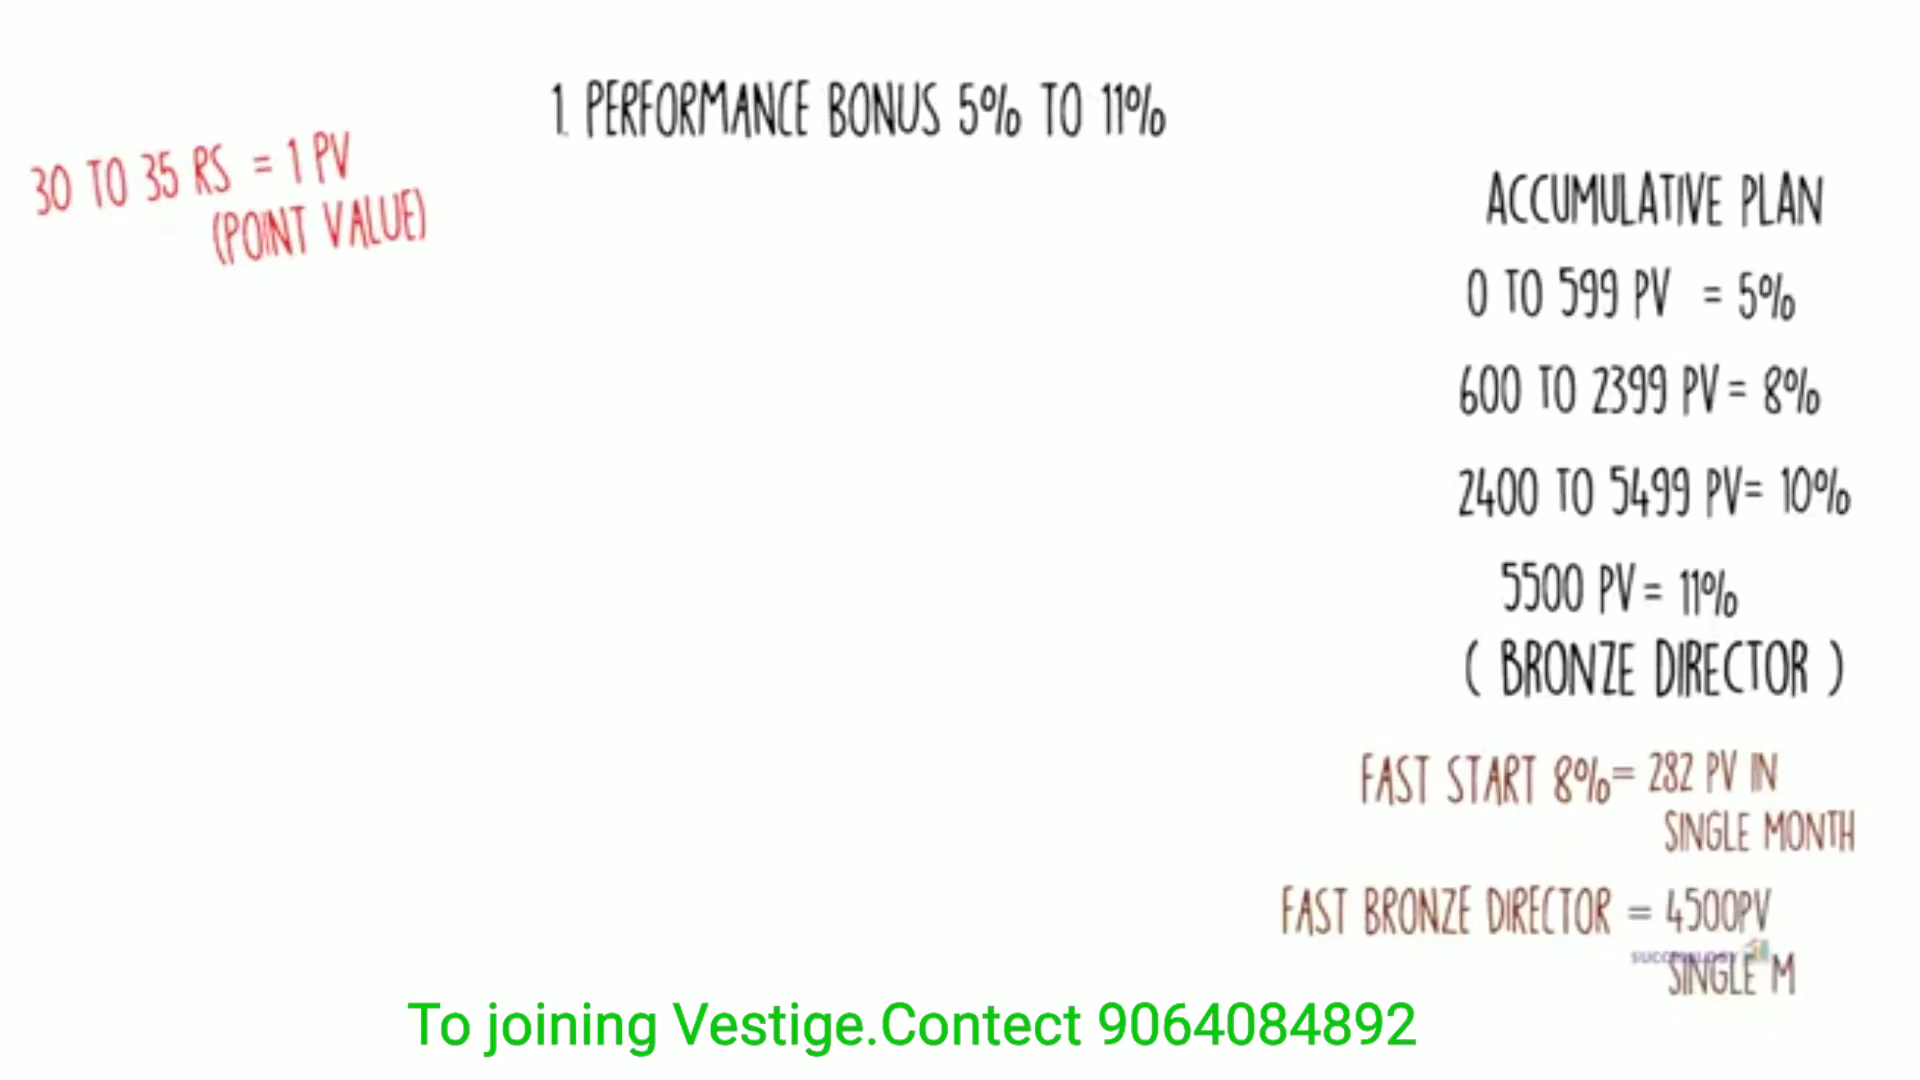 1. PERFORMANCE BONUS 5% TO 11%
30 TO 35 RS = 1 PV
(POINT VALUE)
ACCUMULATIVE PLAN
0 TO 599 PV = 5%
600 TO 2399 PV = 8%
2400 TO 5499 PV = 10%
5500 PV = 11%
( BRONZE DIRECTOR )
FAST START 8% = 282 PV IN
SINGLE MONTH
FAST BRONZE DIRECTOR = 4500PV
SINGLE M
To joining Vestige.Contect 9064084892